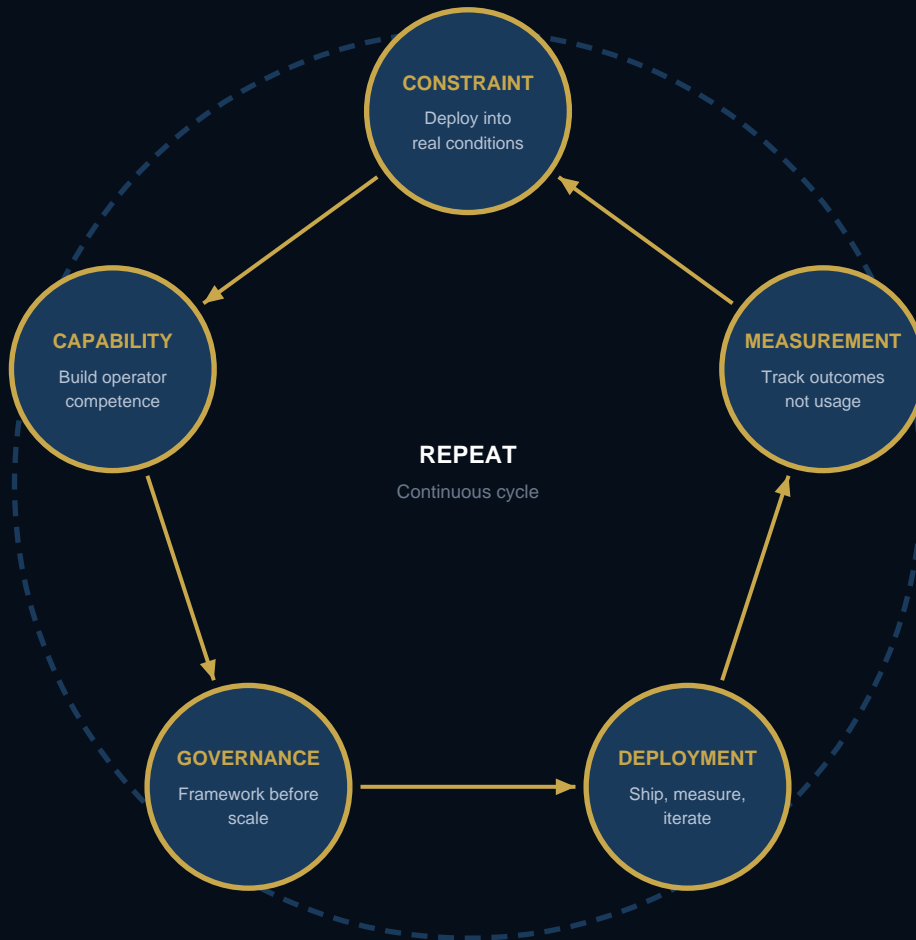 CONSTRAINT
Deploy into
real conditions
CAPABILITY
Build operator
competence
MEASUREMENT
Track outcomes
not usage
REPEAT
Continuous cycle
GOVERNANCE
Framework before
scale
DEPLOYMENT
Ship, measure,
iterate